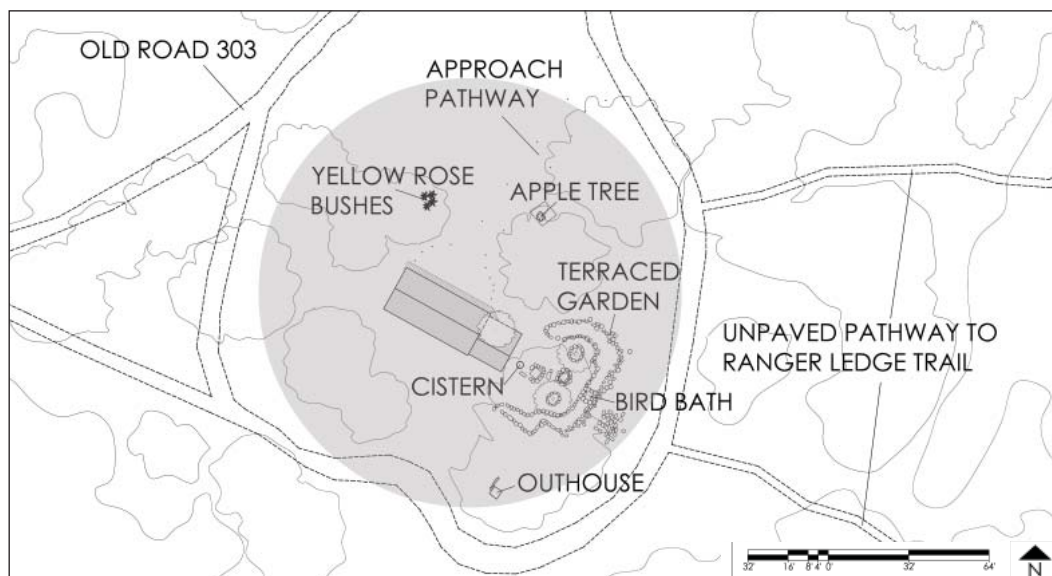 OLD ROAD 303
APPROACH
PATHWAY
YELLOW ROSE
BUSHES
APPLE TREE
TERRACED
GARDEN
UNPAVED PATHWAY TO
RANGER LEDGE TRAIL
CISTERN
BIRD BATH
OUTHOUSE
32' 16' 8' 4' 0' 32' 64'
N